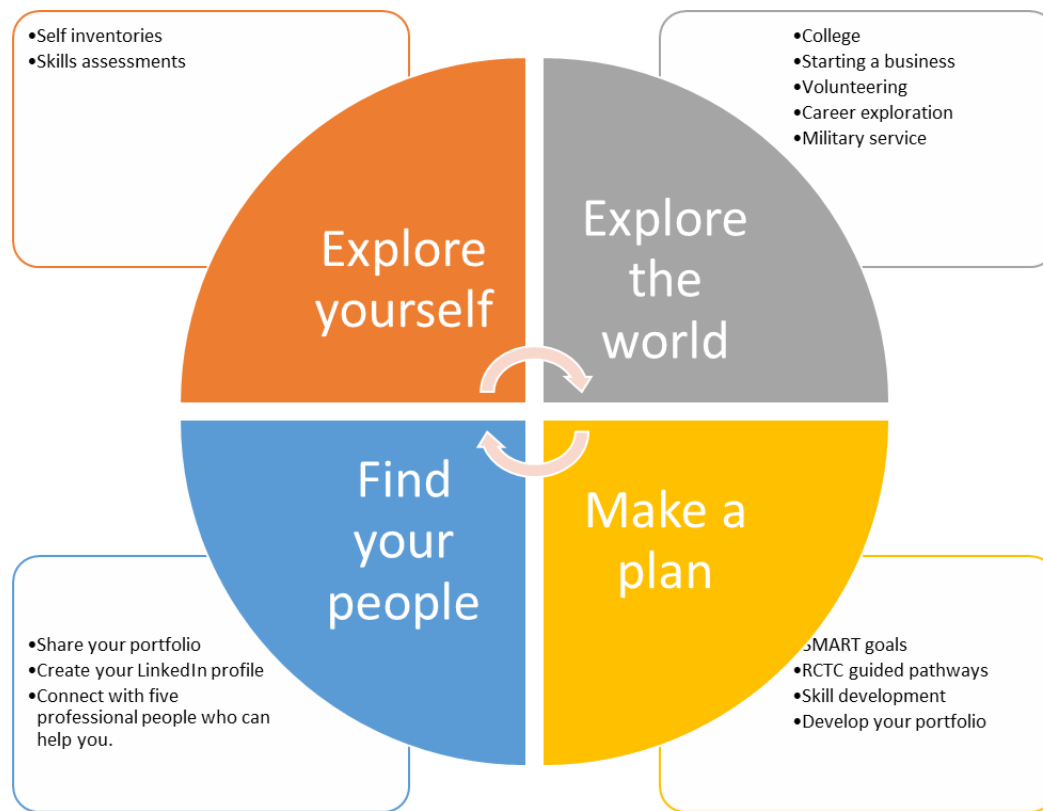 •Self inventories
•Skills assessments
•College
•Starting a business
•Volunteering
•Career exploration
•Military service
Explore
yourself
Explore
the
world
Find
your
people
Make a
plan
•Share your portfolio
•Create your LinkedIn profile
•Connect with five
professional people who can
help you.
SMART goals
•RCTC guided pathways
•Skill development
•Develop your portfolio